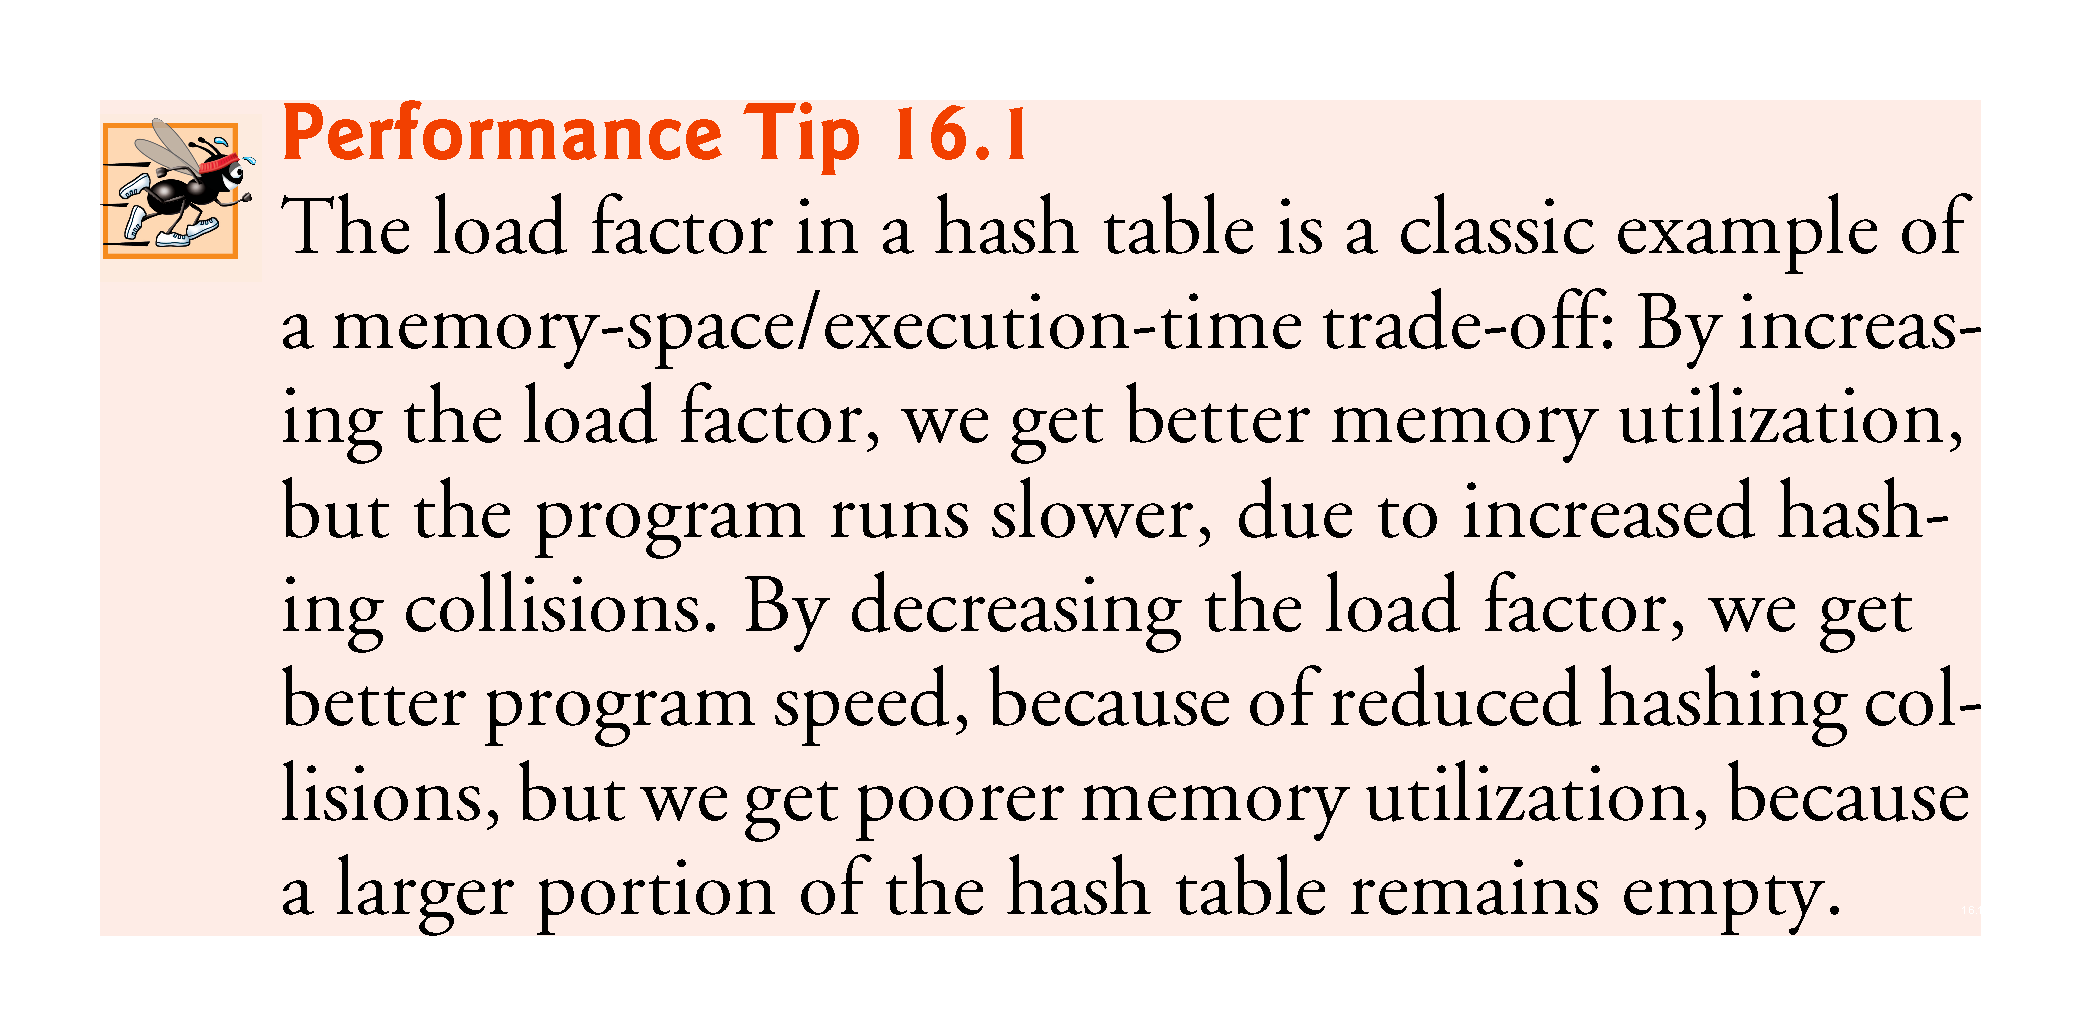 Performance Tip 16.1
The load factor in a hash table is a classic example of
a memory-space/execution-time trade-off: By increas-
ing the load factor, we get better memory utilization,
but the program runs slower, due to increased hash-
ing collisions. By decreasing the load factor, we get
better program speed, because of reduced hashing col-
lisions, but we get poorer memory utilization, because
a larger portion of the hash table remains empty.